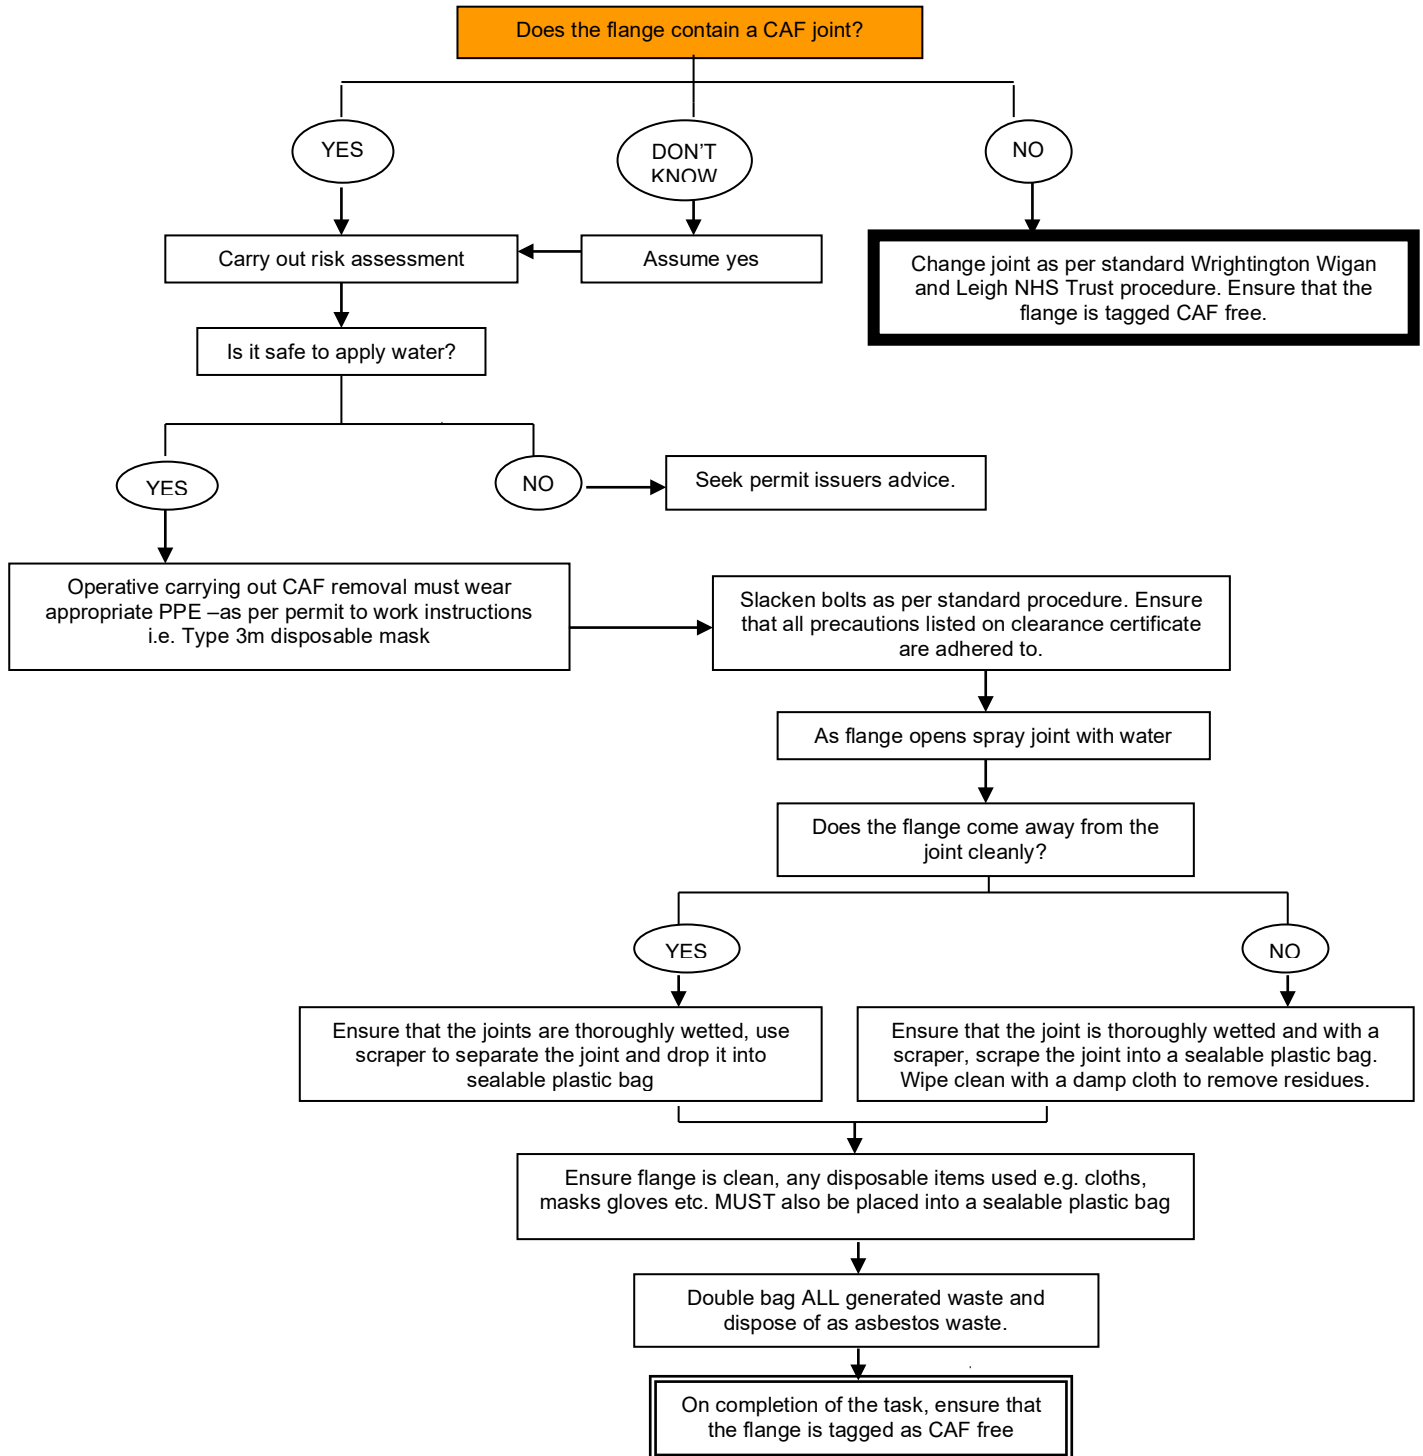 Does the flange contain a CAF joint?
YES
DON'T
KNOW
NO
Carry out risk assessment
Assume yes
Change joint as per standard Wrightington Wigan
and Leigh NHS Trust procedure. Ensure that the
flange is tagged CAF free.
Is it safe to apply water?
YES
NO
Seek permit issuers advice.
Operative carrying out CAF removal must wear
appropriate PPE –as per permit to work instructions
i.e. Type 3m disposable mask
Slacken bolts as per standard procedure. Ensure
that all precautions listed on clearance certificate
are adhered to.
As flange opens spray joint with water
Does the flange come away from the
joint cleanly?
YES
NO
Ensure that the joints are thoroughly wetted, use
scraper to separate the joint and drop it into
sealable plastic bag
Ensure that the joint is thoroughly wetted and with a
scraper, scrape the joint into a sealable plastic bag.
Wipe clean with a damp cloth to remove residues.
Ensure flange is clean, any disposable items used e.g. cloths,
masks gloves etc. MUST also be placed into a sealable plastic bag
Double bag ALL generated waste and
dispose of as asbestos waste.
On completion of the task, ensure that
the flange is tagged as CAF free